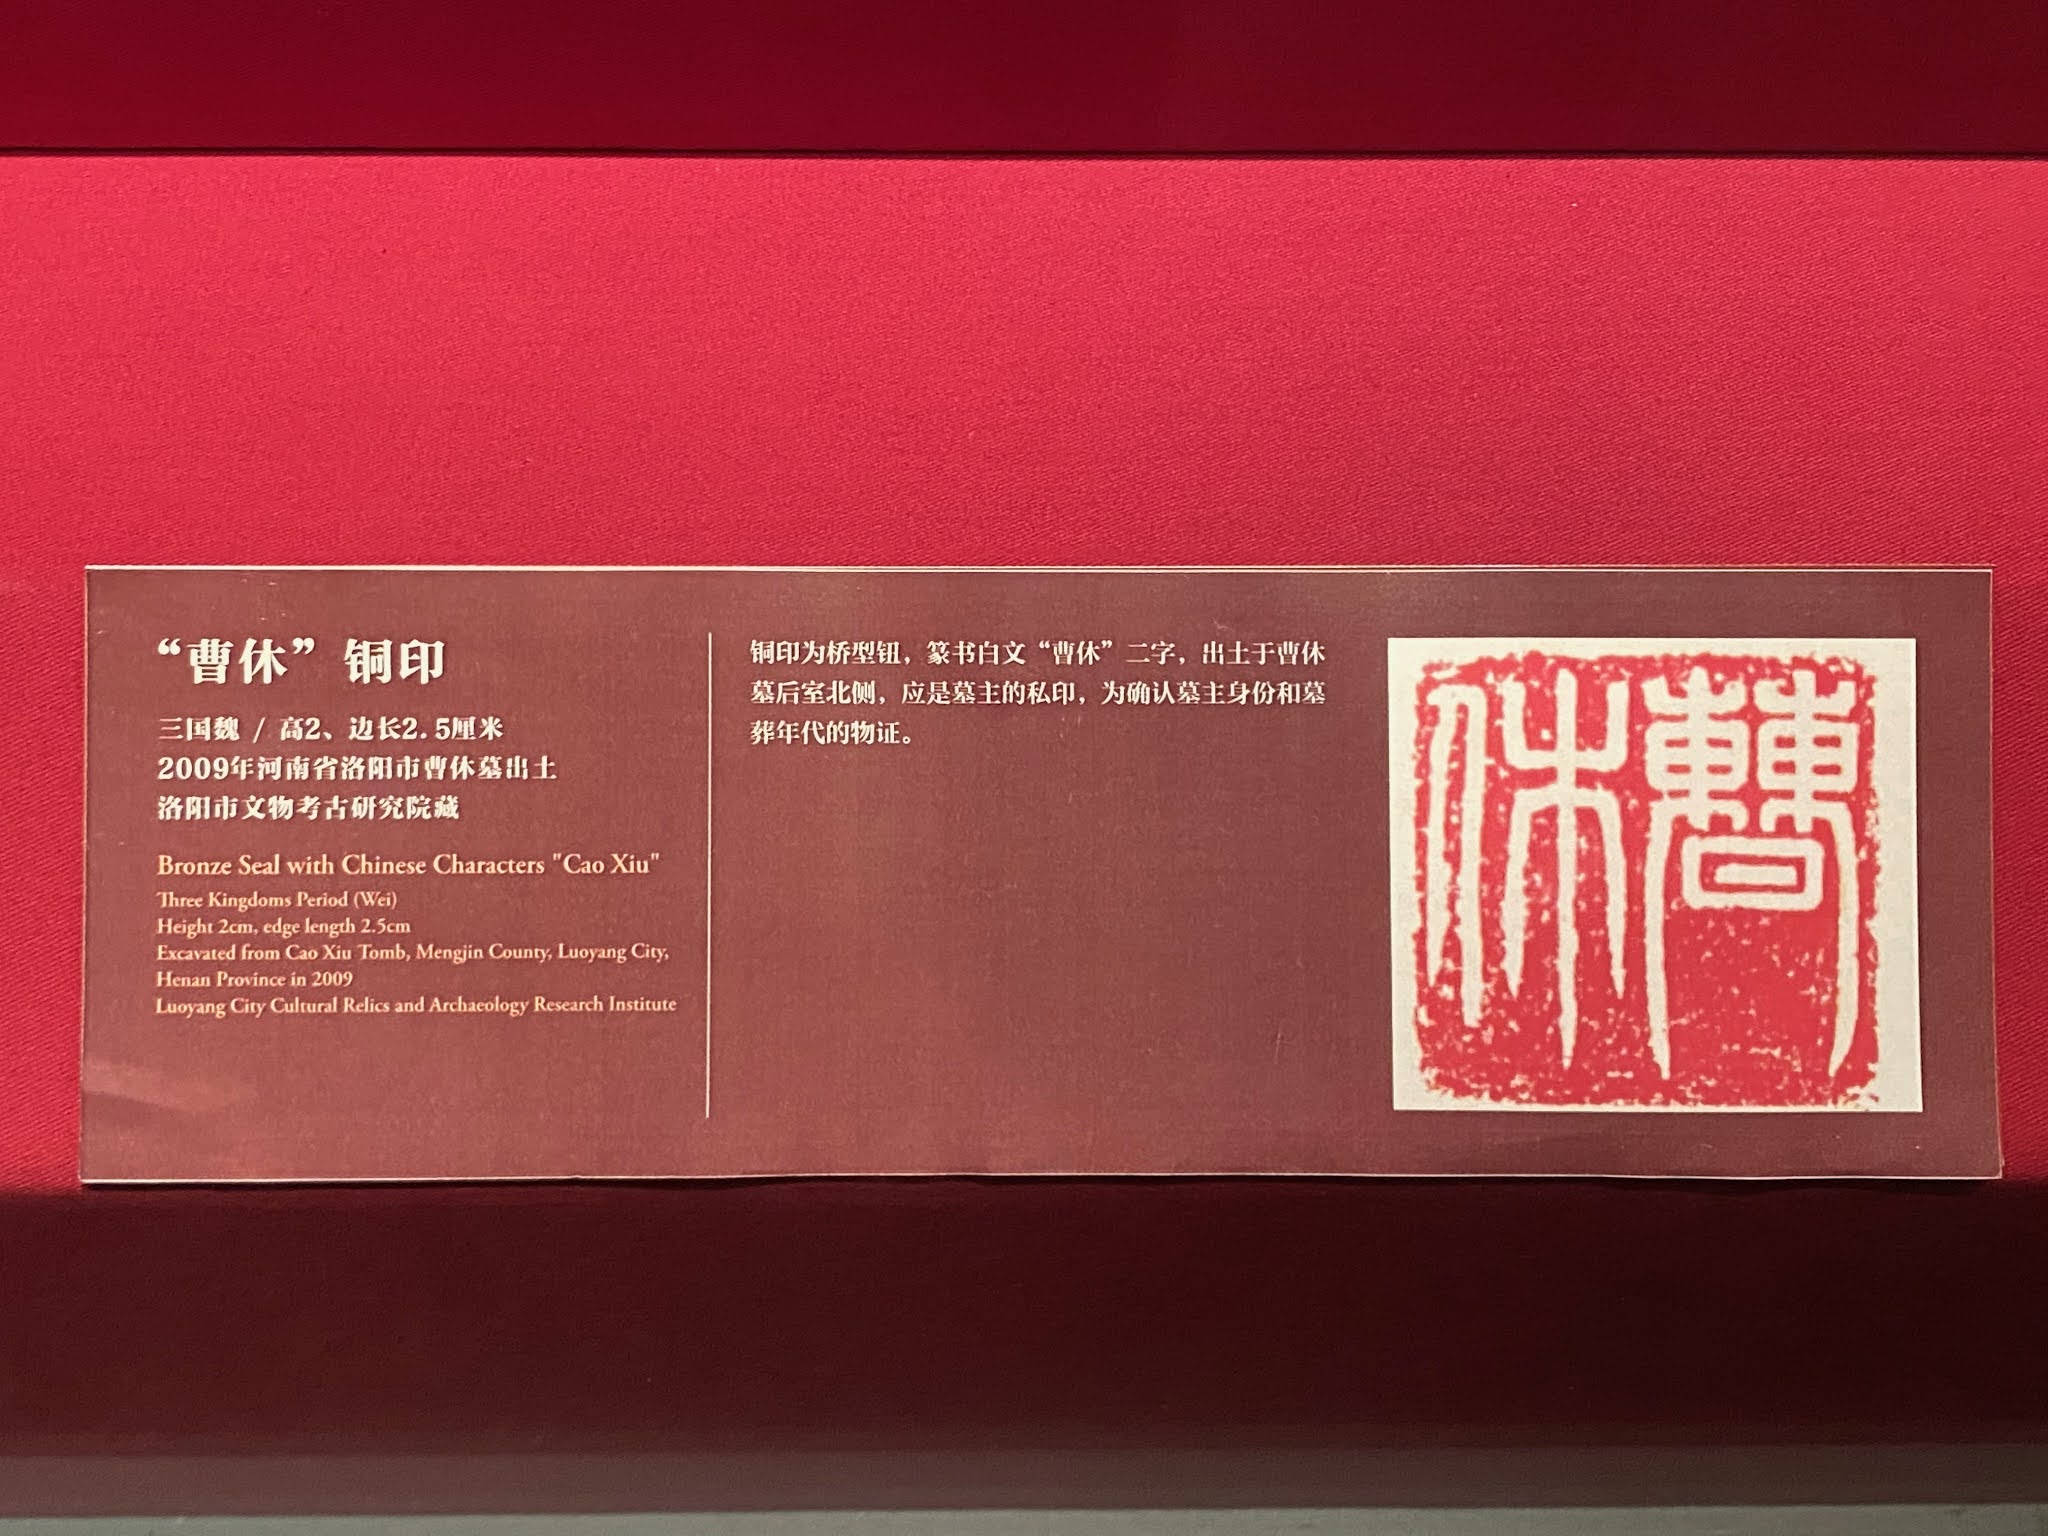 “曹休”铜印
三国魏 / 高2、边长2.5厘米
2009年河南省洛阳市曹休墓出土
洛阳市文物考古研究院藏
Bronze Seal with Chinese Characters "Cao Xiu"
Three Kingdoms Period (Wei)
Height 2cm, edge length 2.5cm
Excavated from Cao Xiu Tomb, Mengjin County, Luoyang City,
Henan Province in 2009
Luoyang City Cultural Relics and Archaeology Research Institute
铜印为桥型钮，篆书白文“曹休”二字，出土于曹休
墓后室北侧，应是墓主的私印，为确认墓主身份和墓
葬年代的物证。
曹休